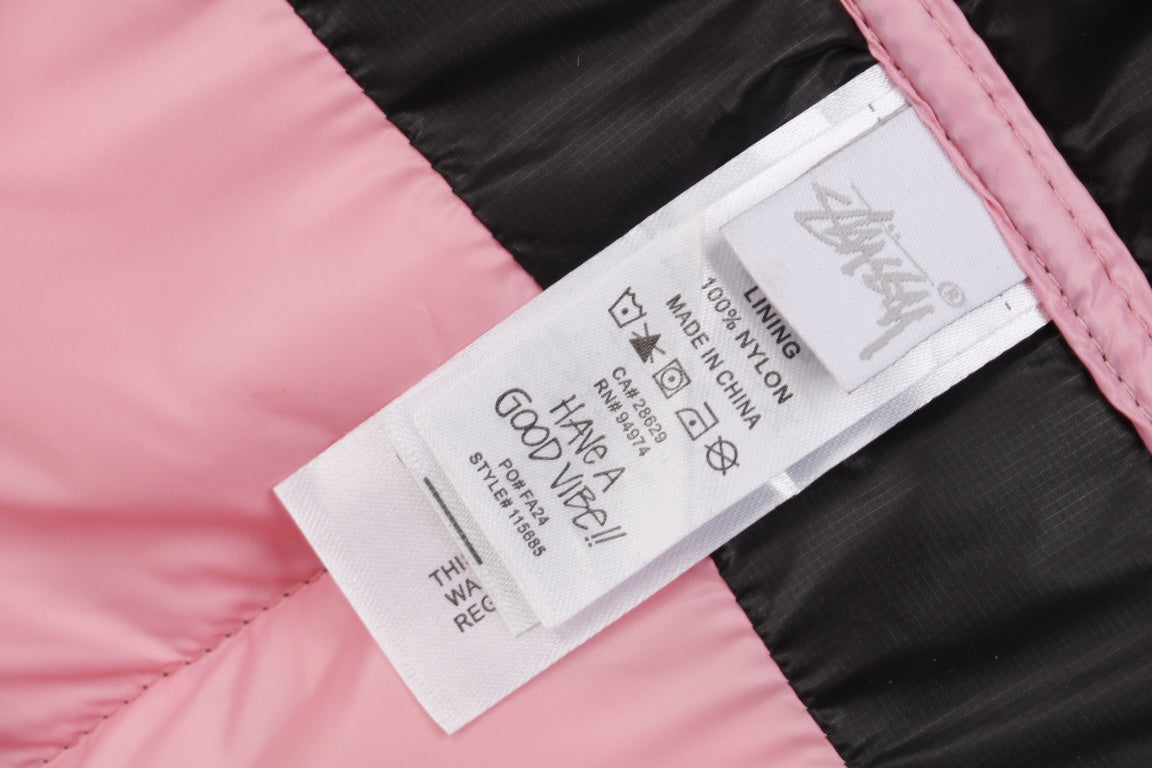 Stüssy ®
LINING
100% NYLON
MADE IN CHINA
CA# 28629
RN# 94974
HAVE A
GOOD VIBE!!
PO# FA24
STYLE# 115685
THI
WA
REG